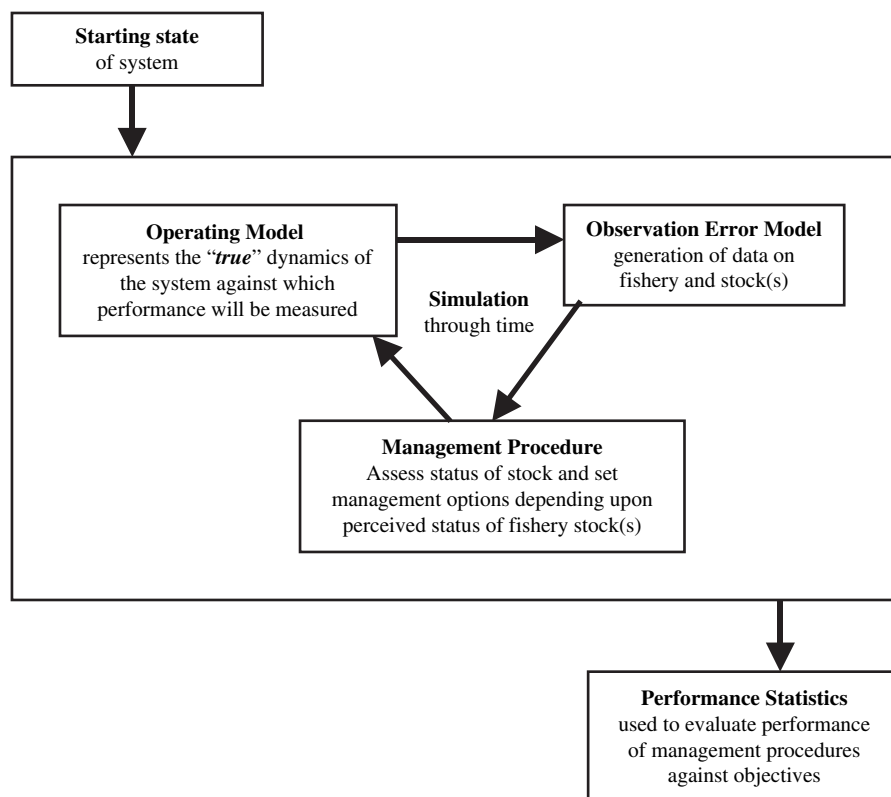 Starting state
of system
Operating Model
represents the “true” dynamics of
the system against which
performance will be measured
Observation Error Model
generation of data on
fishery and stock(s)
Simulation
through time
Management Procedure
Assess status of stock and set
management options depending upon
perceived status of fishery stock(s)
Performance Statistics
used to evaluate performance
of management procedures
against objectives